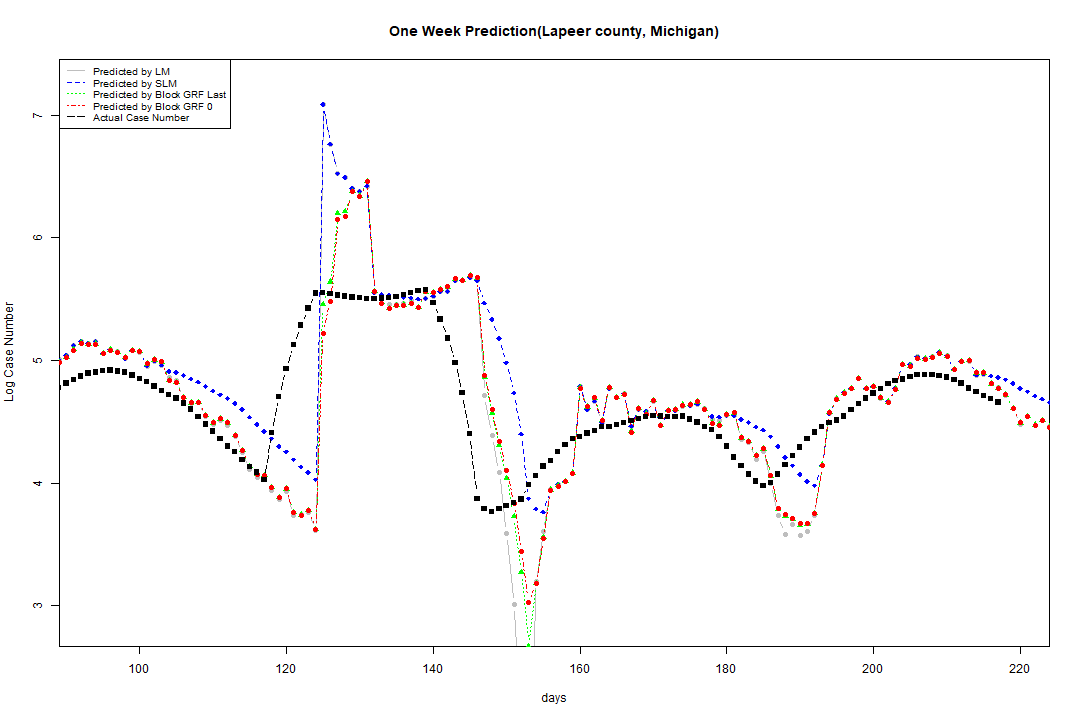 One Week Prediction(Lapeer county, Michigan)
Predicted by LM
Predicted by SLM
Predicted by Block GRF Last
Predicted by Block GRF 0
Actual Case Number
7
6
5
4
3
Log Case Number
100 120 140 160 180 200 220
days